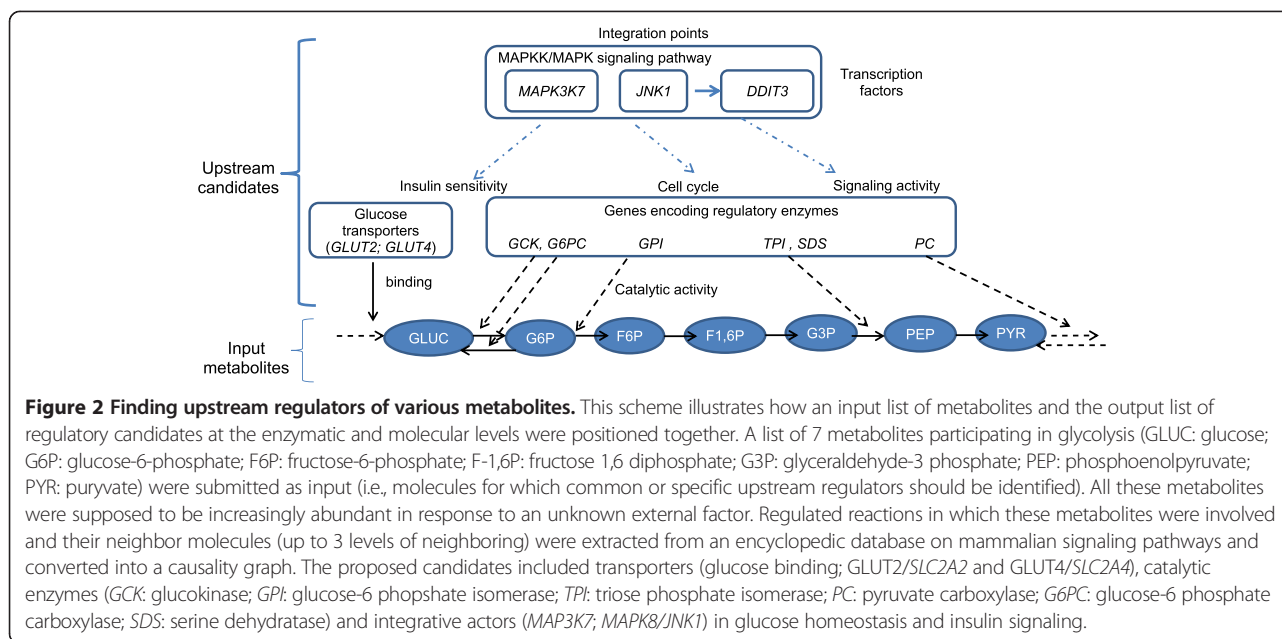 Integration points
MAPKK/MAPK signaling pathway
MAPK3K7
JNK1
DDIT3
Transcription
factors
Upstream
candidates
Insulin sensitivity
Cell cycle
Signaling activity
Glucose
transporters
(GLUT2; GLUT4)
Genes encoding regulatory enzymes
GCK, G6PC
GPI
TPI , SDS
PC
binding
Catalytic activity
Input
metabolites
GLUC
G6P
F6P
F1,6P
G3P
PEP
PYR
Figure 2 Finding upstream regulators of various metabolites. This scheme illustrates how an input list of metabolites and the output list of
regulatory candidates at the enzymatic and molecular levels were positioned together. A list of 7 metabolites participating in glycolysis (GLUC: glucose;
G6P: glucose-6-phosphate; F6P: fructose-6-phosphate; F-1,6P: fructose 1,6 diphosphate; G3P: glyceraldehyde-3 phosphate; PEP: phosphoenolpyruvate;
PYR: puryvate) were submitted as input (i.e., molecules for which common or specific upstream regulators should be identified). All these metabolites
were supposed to be increasingly abundant in response to an unknown external factor. Regulated reactions in which these metabolites were involved
and their neighbor molecules (up to 3 levels of neighboring) were extracted from an encyclopedic database on mammalian signaling pathways and
converted into a causality graph. The proposed candidates included transporters (glucose binding; GLUT2/SLC2A2 and GLUT4/SLC2A4), catalytic
enzymes (GCK: glucokinase; GPI: glucose-6 phopshate isomerase; TPI: triose phosphate isomerase; PC: pyruvate carboxylase; G6PC: glucose-6 phosphate
carboxylase; SDS: serine dehydratase) and integrative actors (MAP3K7; MAPK8/JNK1) in glucose homeostasis and insulin signaling.